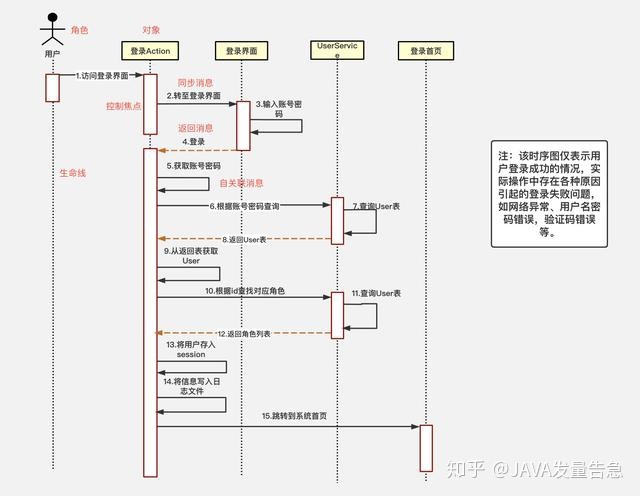 角色
对象
用户
登录Action
登录界面
UserServic
e
登录首页
1.访问登录界面
同步消息
2.转至登录界面
控制焦点
3.输入账号密
码
返回消息
4.登录
生命线
5.获取账号密码
自关联消息
6.根据账号密码查询
7.查询User表
8.返回User表
9.从返回表获取
User
10.根据id查找对应角色
11.查询User表
12.返回角色列表
13.将用户存入
session
14.将信息写入日
志文件
15.跳转到系统首页
注：该时序图仅表示用
户登录成功的情况，实
际操作中存在各种原因
引起的登录失败问题，
如网络异常、用户名密
码错误，验证码错误
等。
知乎 @JAVA发量告急